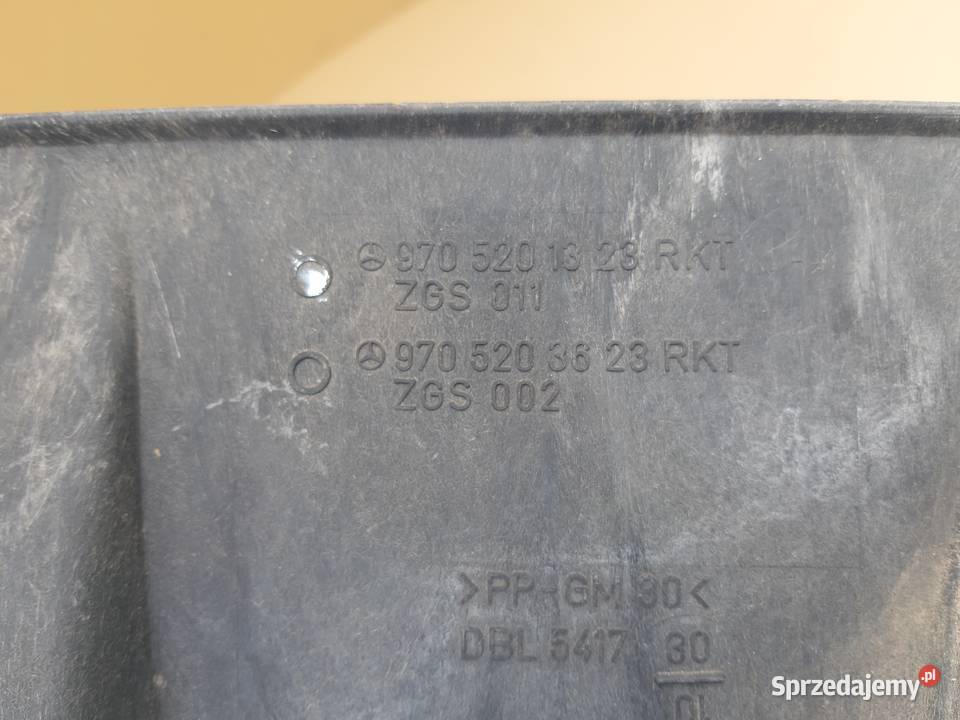 970 520 13 23 RKT
ZGS 011
970 520 36 23 RKT
ZGS 002
>PP-GM 30<
DBL 5417 30
Sprzedajemy.pl